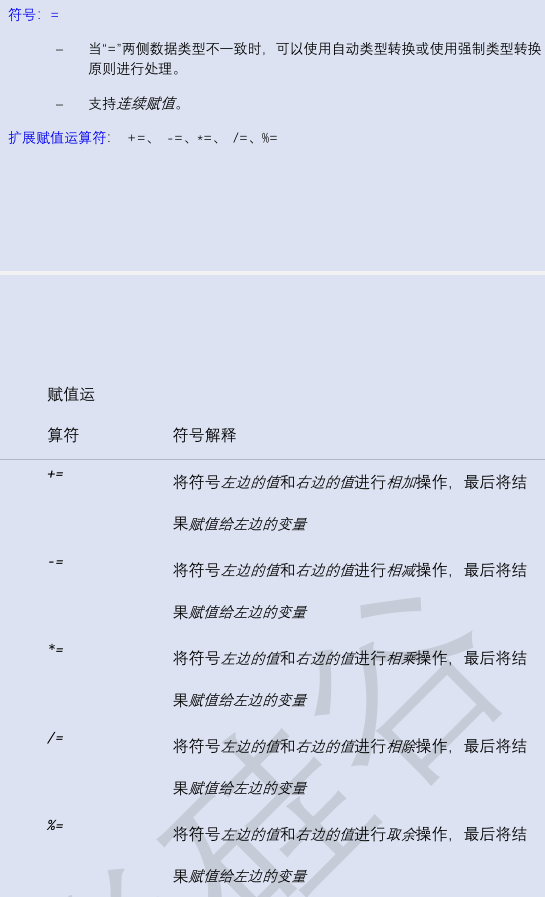 符号：=
– 当“=”两侧数据类型不一致时，可以使用自动类型转换或使用强制类型转换
原则进行处理。
– 支持连续赋值。
扩展赋值运算符： +=、 -=、*=、 /=、%=
赋值运
算符 符号解释
+= 将符号左边的值和右边的值进行相加操作，最后将结
果赋值给左边的变量
-= 将符号左边的值和右边的值进行相减操作，最后将结
果赋值给左边的变量
*= 将符号左边的值和右边的值进行相乘操作，最后将结
果赋值给左边的变量
/= 将符号左边的值和右边的值进行相除操作，最后将结
果赋值给左边的变量
%= 将符号左边的值和右边的值进行取余操作，最后将结
果赋值给左边的变量
硅谷